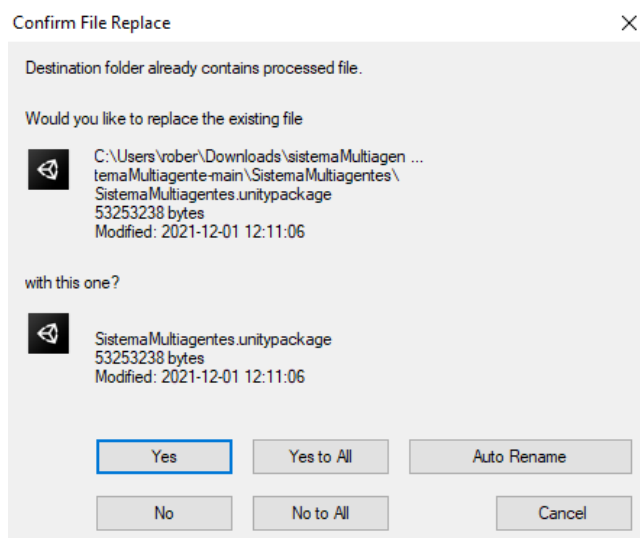 Confirm File Replace
Destination folder already contains processed file.
Would you like to replace the existing file
C:\Users\rober\Downloads\sistemaMultiagen ...
temaMultiagente-main\SistemaMultiagentes\
SistemaMultiagentes.unitypackage
53253238 bytes
Modified: 2021-12-01 12:11:06
with this one?
SistemaMultiagentes.unitypackage
53253238 bytes
Modified: 2021-12-01 12:11:06
Yes
Yes to All
Auto Rename
No
No to All
Cancel